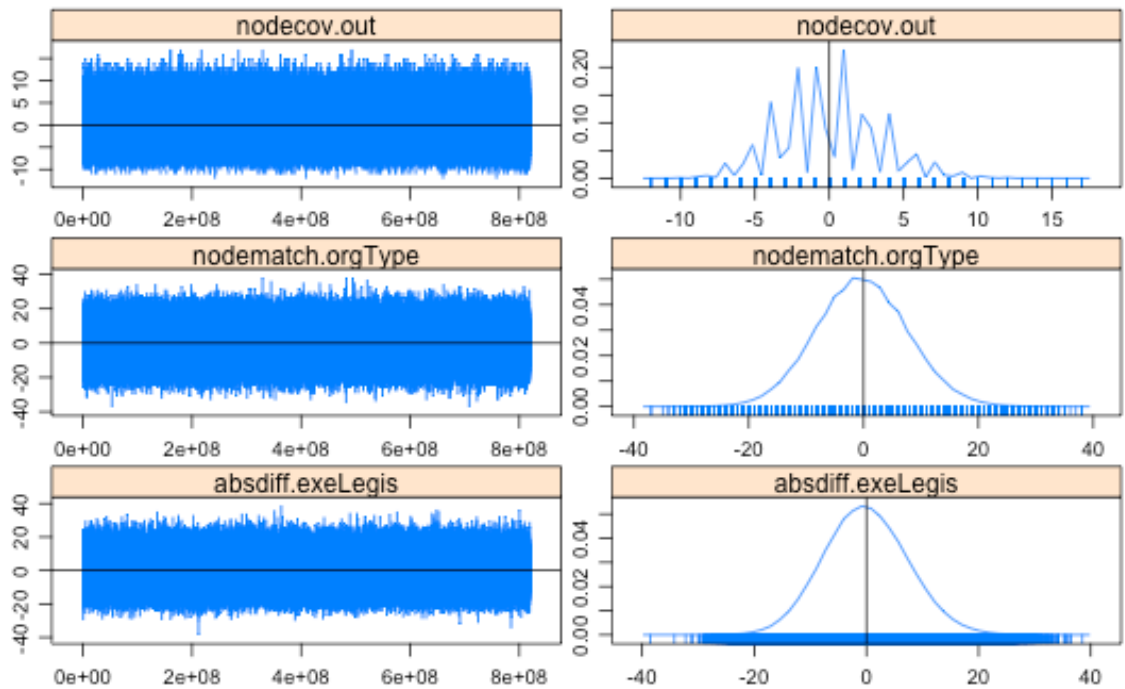 nodecov.out
-10 0 5 10
0e+00 2e+08 4e+08 6e+08 8e+08
nodecov.out
0.00 0.10 0.20
-10 -5 0 5 10 15
nodematch.orgType
-40 -20 0 20 40
0e+00 2e+08 4e+08 6e+08 8e+08
nodematch.orgType
0.00 0.02 0.04
-40 -20 0 20 40
absdiff.exeLegis
-40 -20 0 20 40
0e+00 2e+08 4e+08 6e+08 8e+08
absdiff.exeLegis
0.00 0.02 0.04
-40 -20 0 20 40